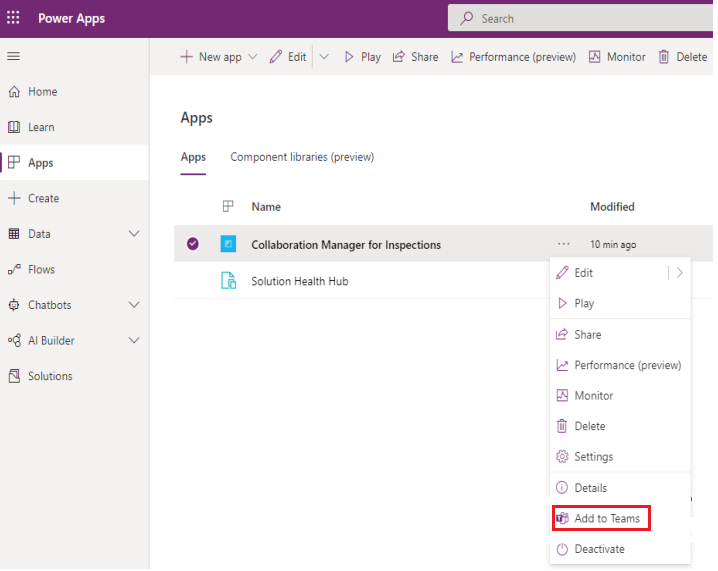 Power Apps
Search
New app
Edit
Play
Share
Performance (preview)
Monitor
Delete
Home
Learn
Apps
Create
Data
Flows
Chatbots
AI Builder
Solutions
Apps
Apps
Component libraries (preview)
Name
Modified
Collaboration Manager for Inspections
...
10 min ago
Solution Health Hub
Edit
Play
Share
Performance (preview)
Monitor
Delete
Settings
Details
Add to Teams
Deactivate